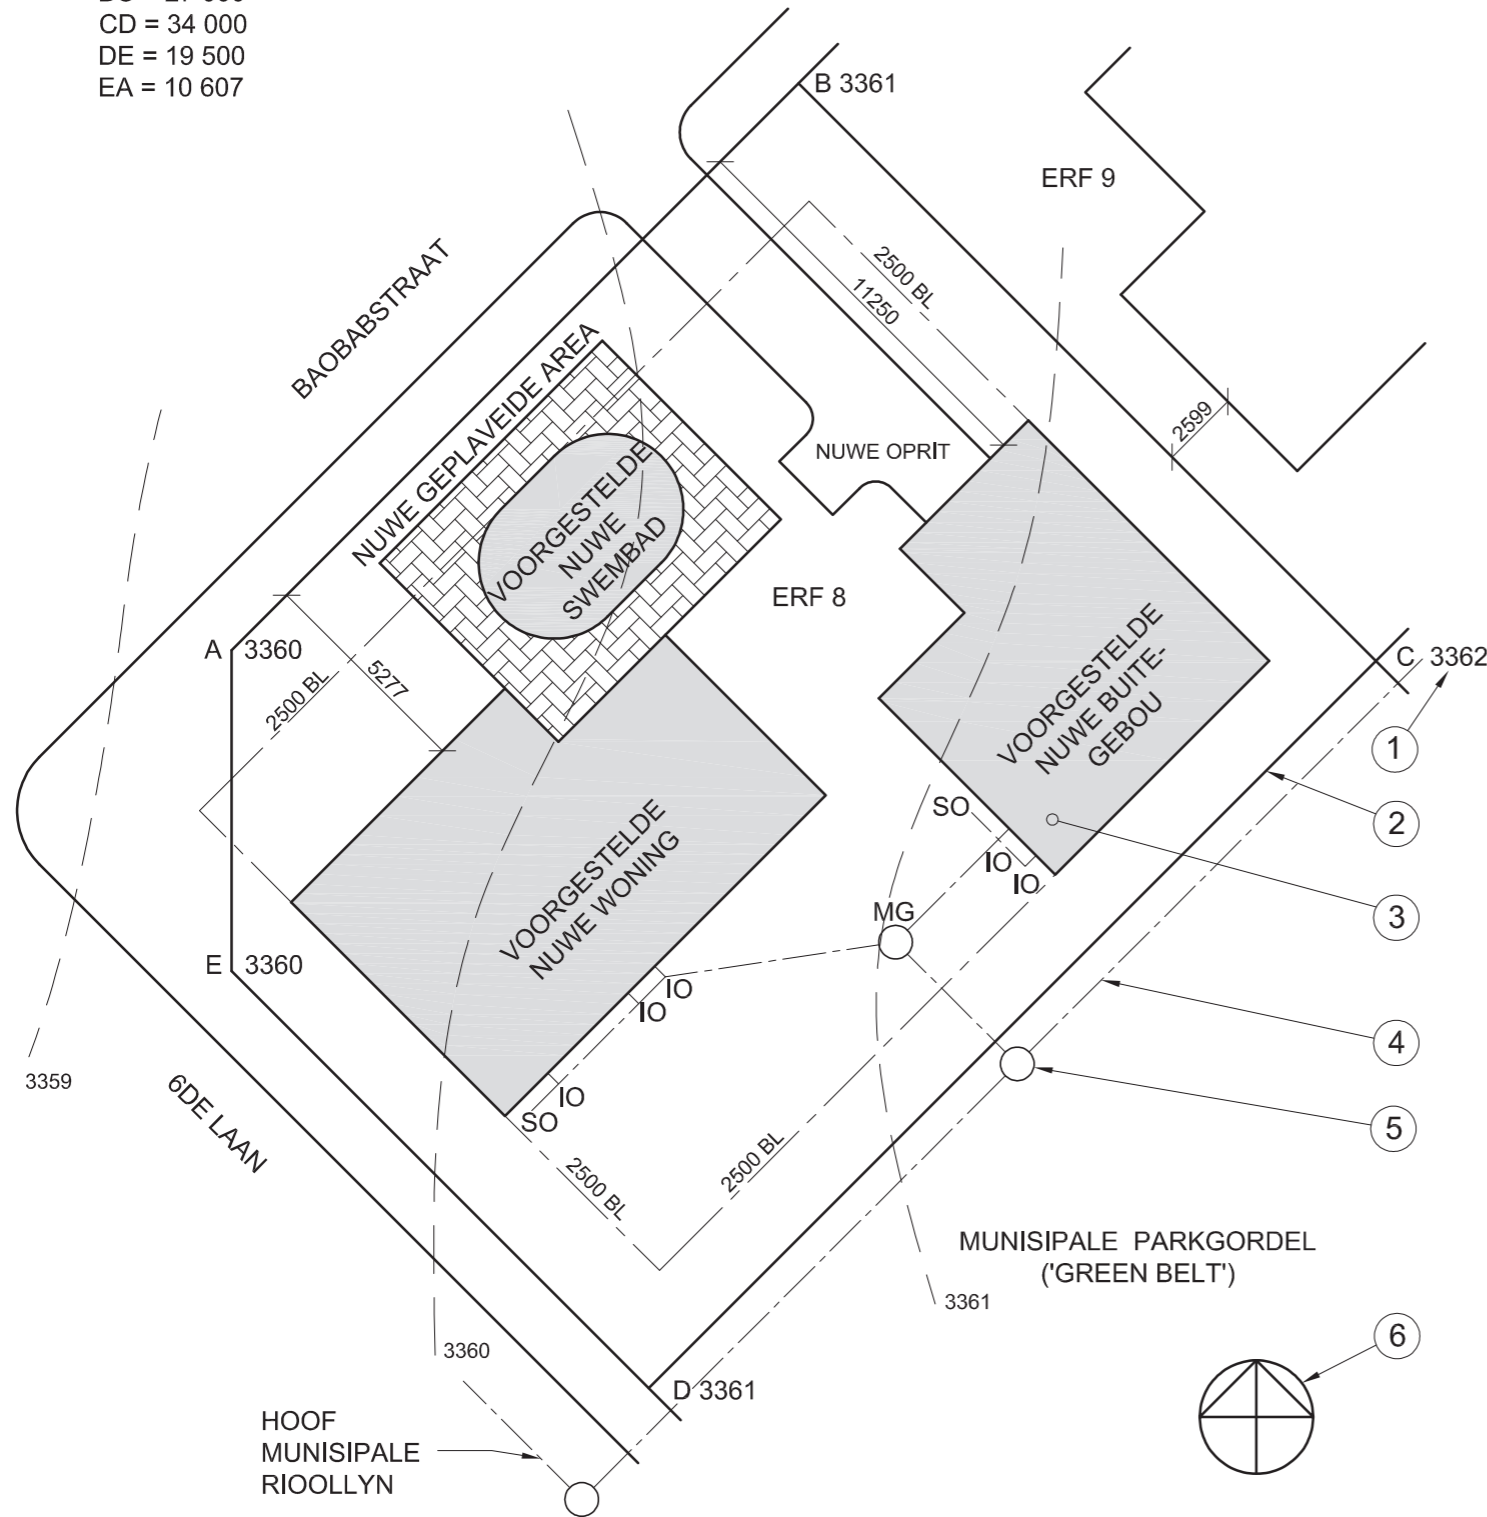 CD = 34 000
DE = 19 500
EA = 10 607
B 3361
ERF 9
2500 BL
11250
BAOBABSTRAAT
NUWE GEPLAVEIDE AREA
2599
NUWE OPRIT
VOORGESTELDE
NUWE
SWEMBAD
ERF 8
A 3360
5277
2500 BL
C 3362
VOORGESTELDE
NUWE BUITE-
GEBOU
1
2
SO
IO
IO
3
VOORGESTELDE
NUWE WONING
MG
E 3360
IO
IO
4
3359
IO
SO
5
6DE LAAN
2500 BL
2500 BL
MUNISIPALE PARKGORDEL
('GREEN BELT')
3361
6
3360
D 3361
HOOF
MUNISIPALE
RIOOLLYN